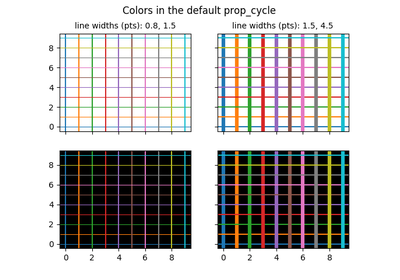 Colors in the default prop_cycle
line widths (pts): 0.8, 1.5
line widths (pts): 1.5, 4.5
8
6
4
2
0
8
6
4
2
0
0 2 4 6 8
0 2 4 6 8